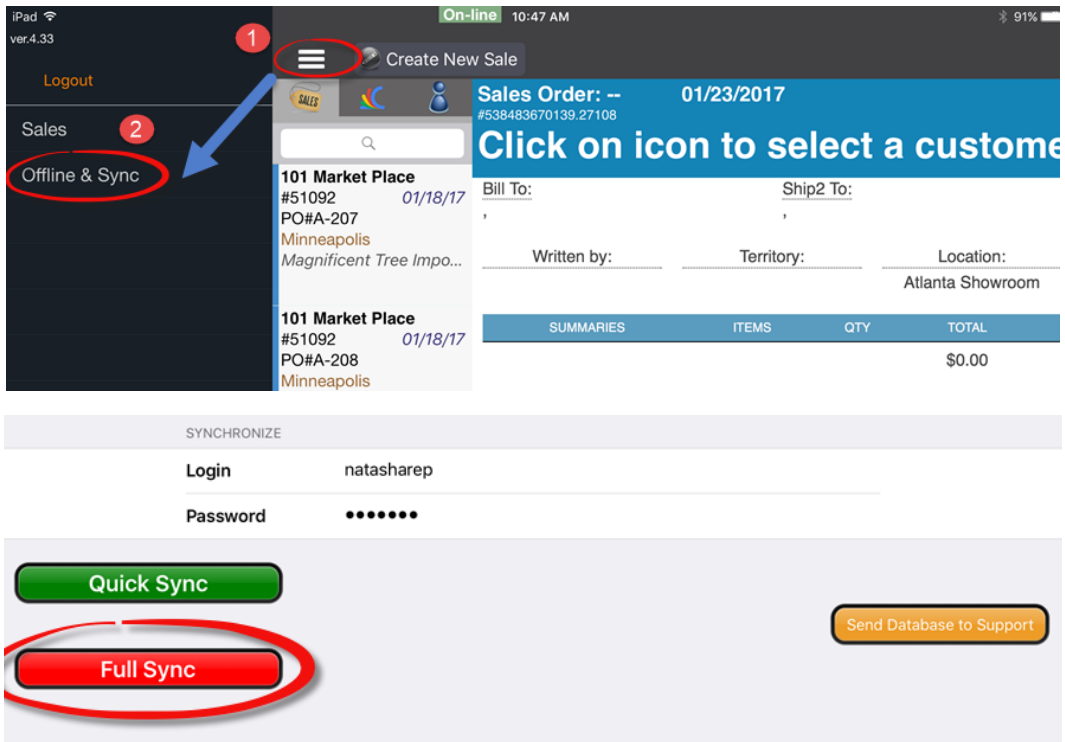 iPad
On-line 10:47 AM
91%
ver.4.33
1
Create New Sale
Logout
Sales
2
Offline & Sync
SALES
Sales Order: -- 01/23/2017
#538483670139.27108
Click on icon to select a custome
101 Market Place
#51092 01/18/17
PO#A-207
Minneapolis
Magnificent Tree Impo...
101 Market Place
#51092 01/18/17
PO#A-208
Minneapolis
Bill To: Ship2 To:
, ,
Written by: Territory: Location:
Atlanta Showroom
SUMMARIES ITEMS QTY TOTAL
$0.00
SYNCHRONIZE
Login natasharep
Password •••••••
Quick Sync
Send Database to Support
Full Sync